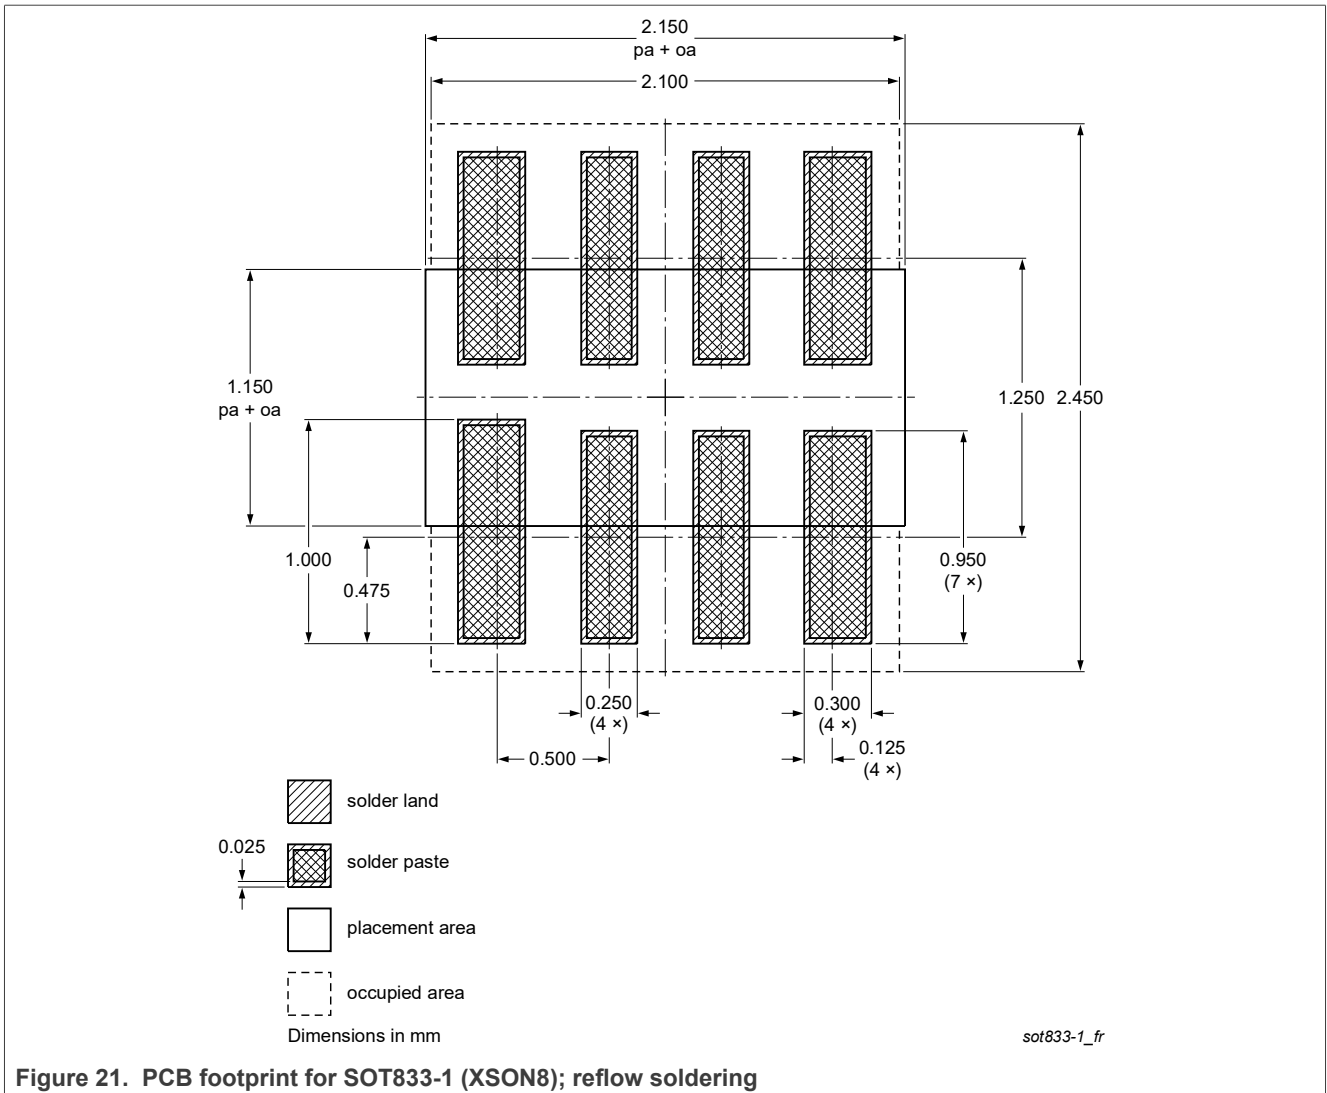 2.150
pa + oa
2.100
1.150
pa + oa
1.250 2.450
1.000
0.475
0.950
(7 ×)
0.250
(4 ×)
0.300
(4 ×)
0.500
0.125
(4 ×)
solder land
0.025
solder paste
placement area
occupied area
Dimensions in mm
sot833-1_fr
Figure 21. PCB footprint for SOT833-1 (XSON8); reflow soldering